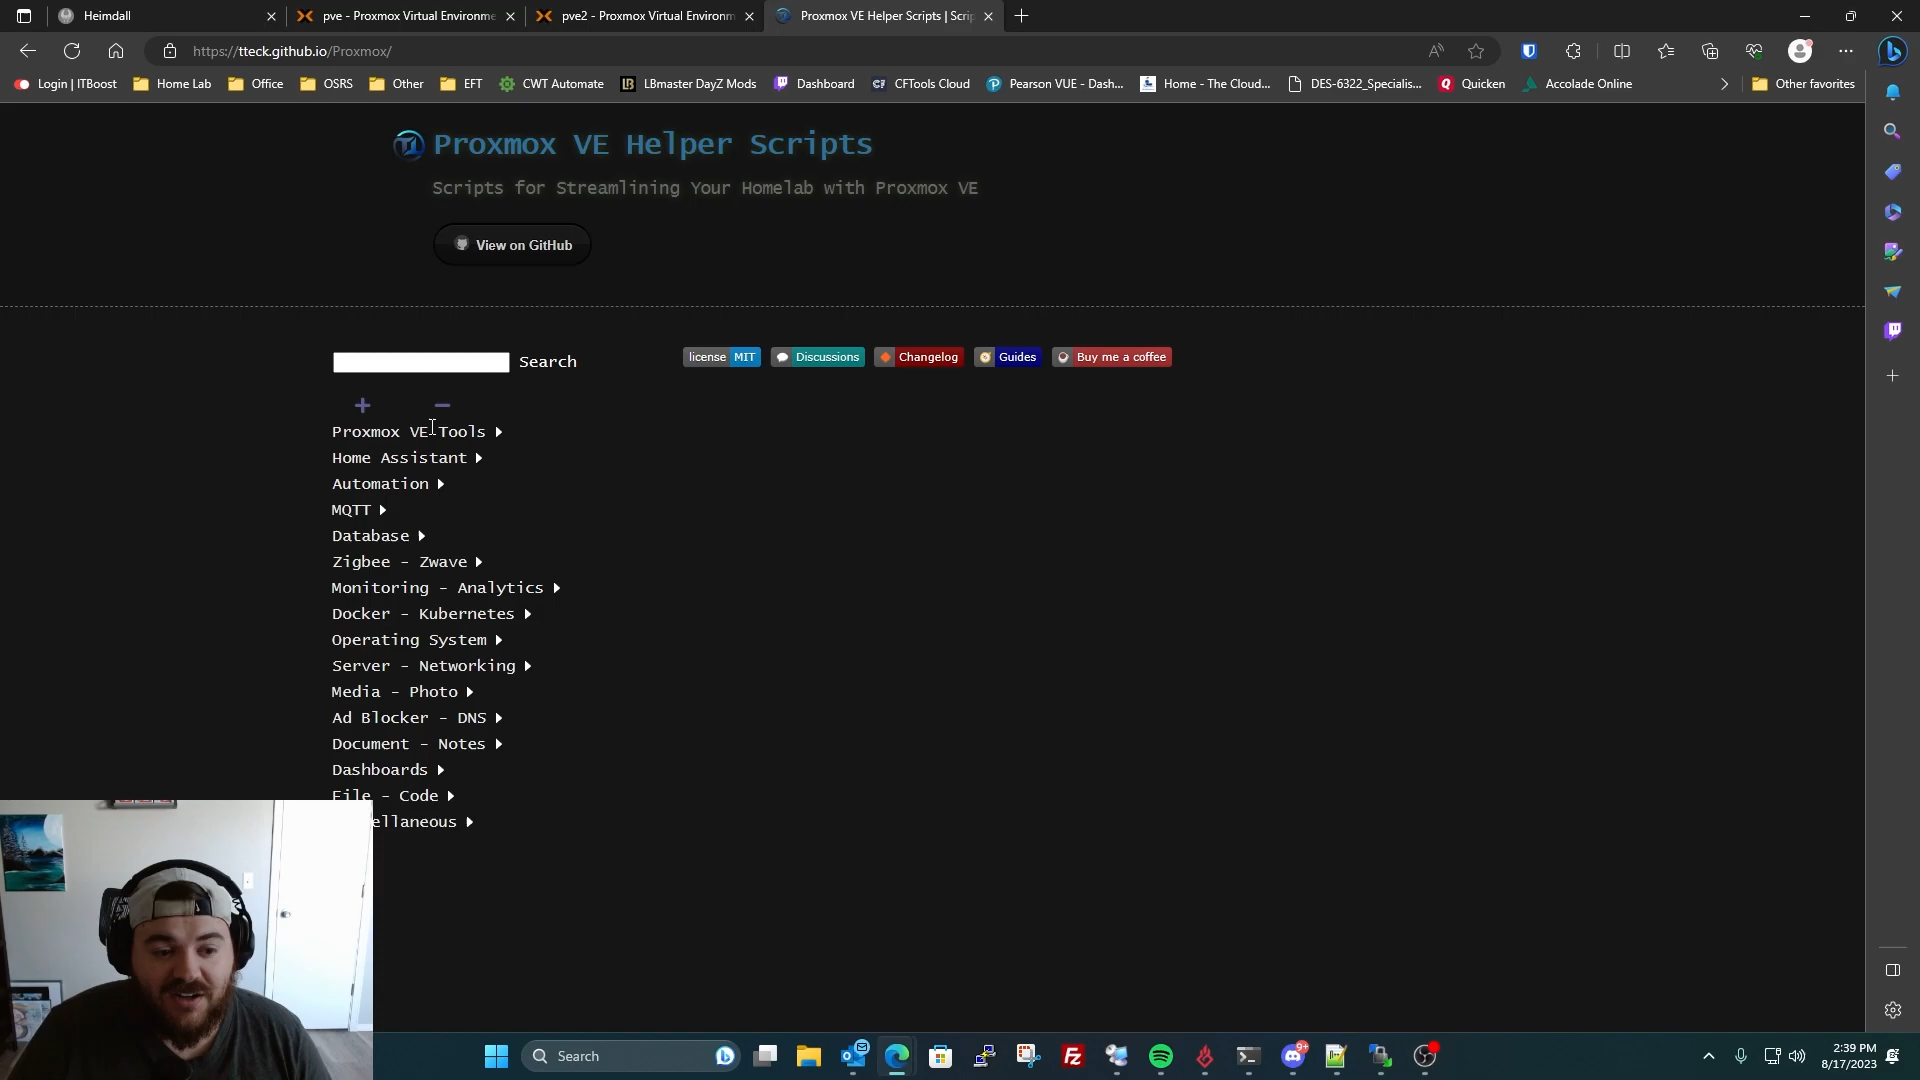 Heimdall
pve - Proxmox Virtual Environme
pve2 - Proxmox Virtual Environm
Proxmox VE Helper Scripts | Scrip
https://tteck.github.io/Proxmox/
Login | ITBoost
Home Lab
Office
OSRS
Other
EFT
CWT Automate
LBmaster DayZ Mods
Dashboard
CFTools Cloud
Pearson VUE - Dash...
Home - The Cloud...
DES-6322_Specialis...
Quicken
Accolade Online
Other favorites
Proxmox VE Helper Scripts
Scripts for Streamlining Your Homelab with Proxmox VE
View on GitHub
Search
license MIT
Discussions
Changelog
Guides
Buy me a coffee
Proxmox VE Tools
Home Assistant
Automation
MQTT
Database
Zigbee - Zwave
Monitoring - Analytics
Docker - Kubernetes
Operating System
Server - Networking
Media - Photo
Ad Blocker - DNS
Document - Notes
Dashboards
File - Code
ellaneous
Search
9+
2:39 PM
8/17/2023